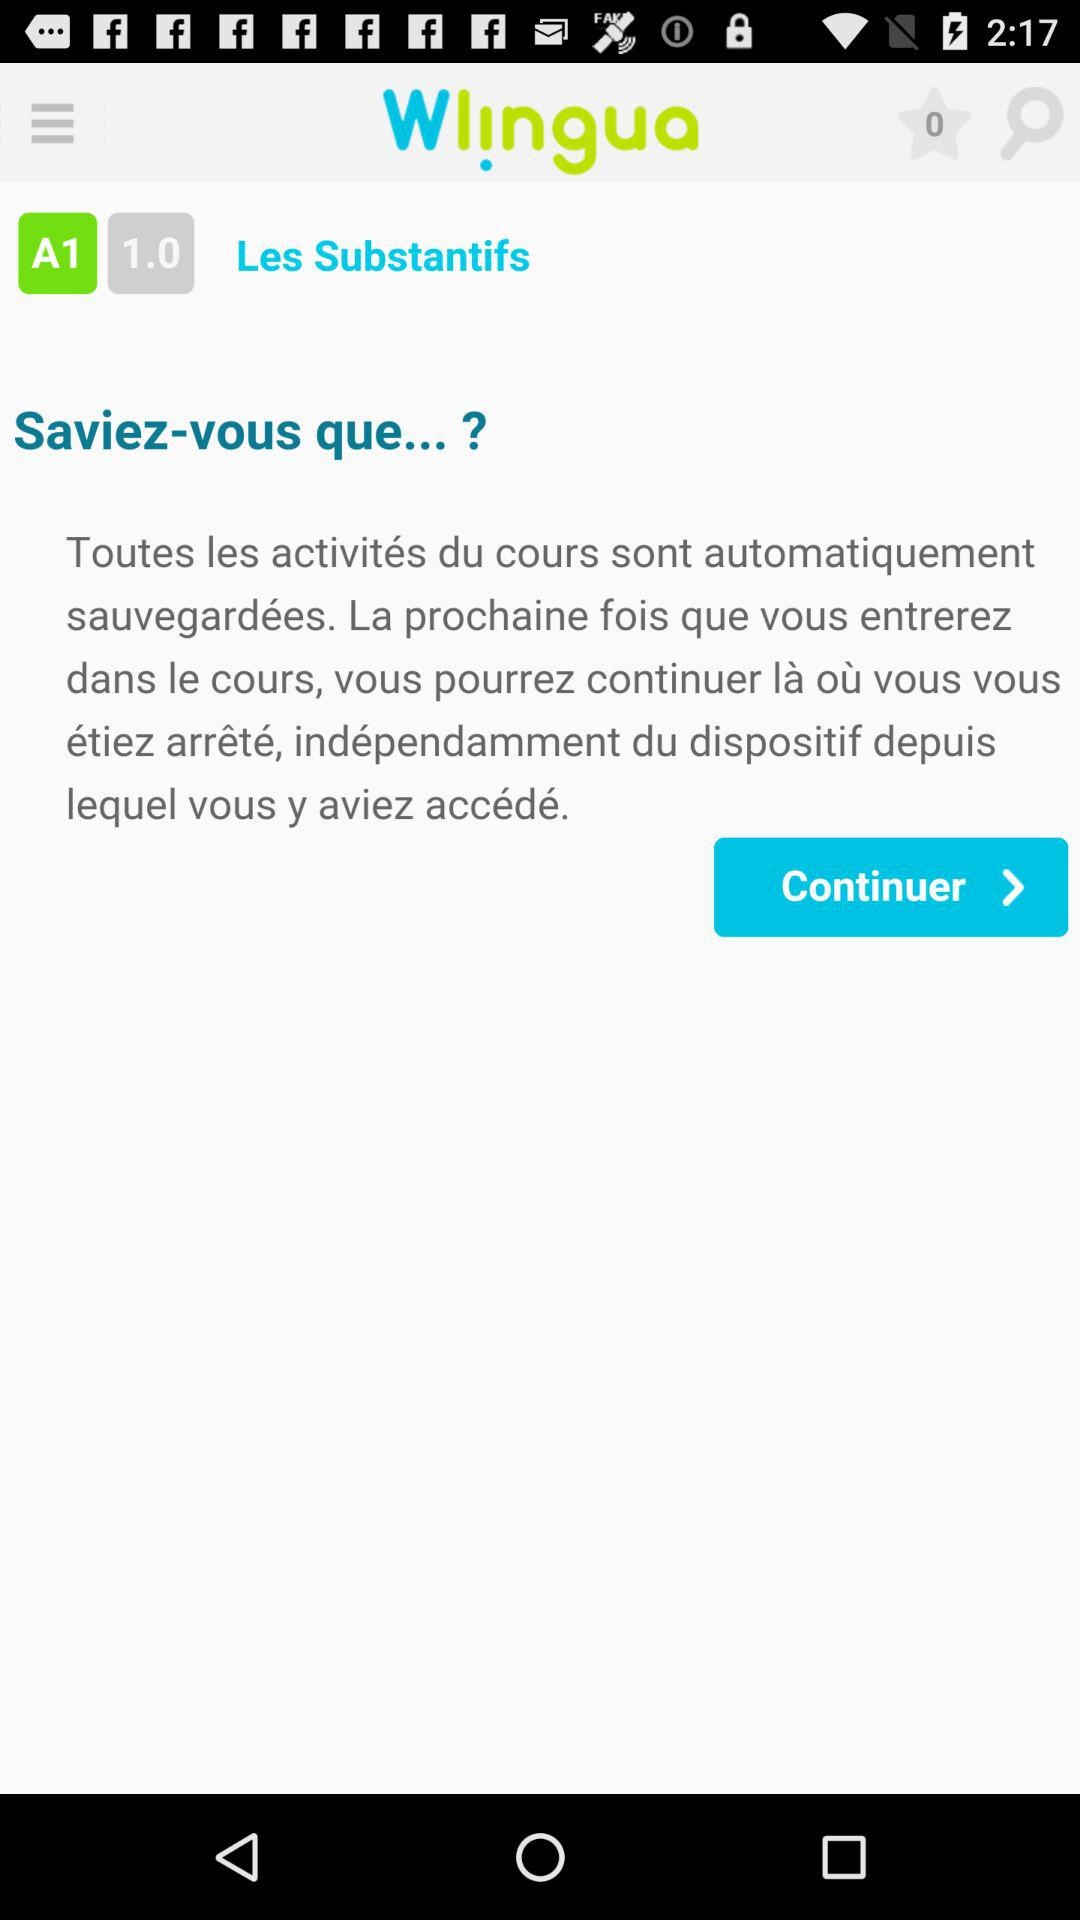 FAKE
2:17
Wlingua
0
A1 1.0 Les Substantifs
Saviez-vous que... ?
Toutes les activités du cours sont automatiquement
sauvegardées. La prochaine fois que vous entrerez
dans le cours, vous pourrez continuer là où vous vous
étiez arrêté, indépendamment du dispositif depuis
lequel vous y aviez accédé.
Continuer